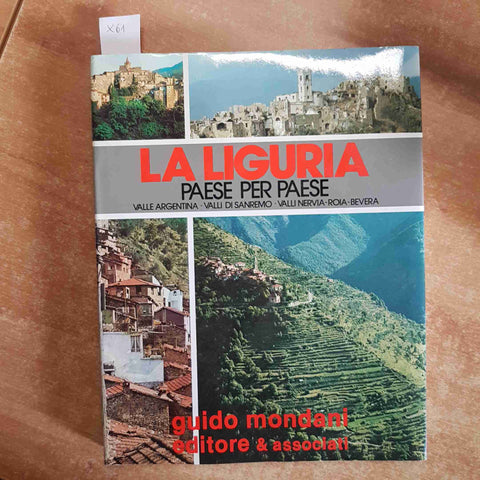 X61
LA LIGURIA
PAESE PER PAESE
VALLE ARGENTINA - VALLI DI SANREMO - VALLI NERVIA-ROIA-BEVERA
guido mondani
editore & associati